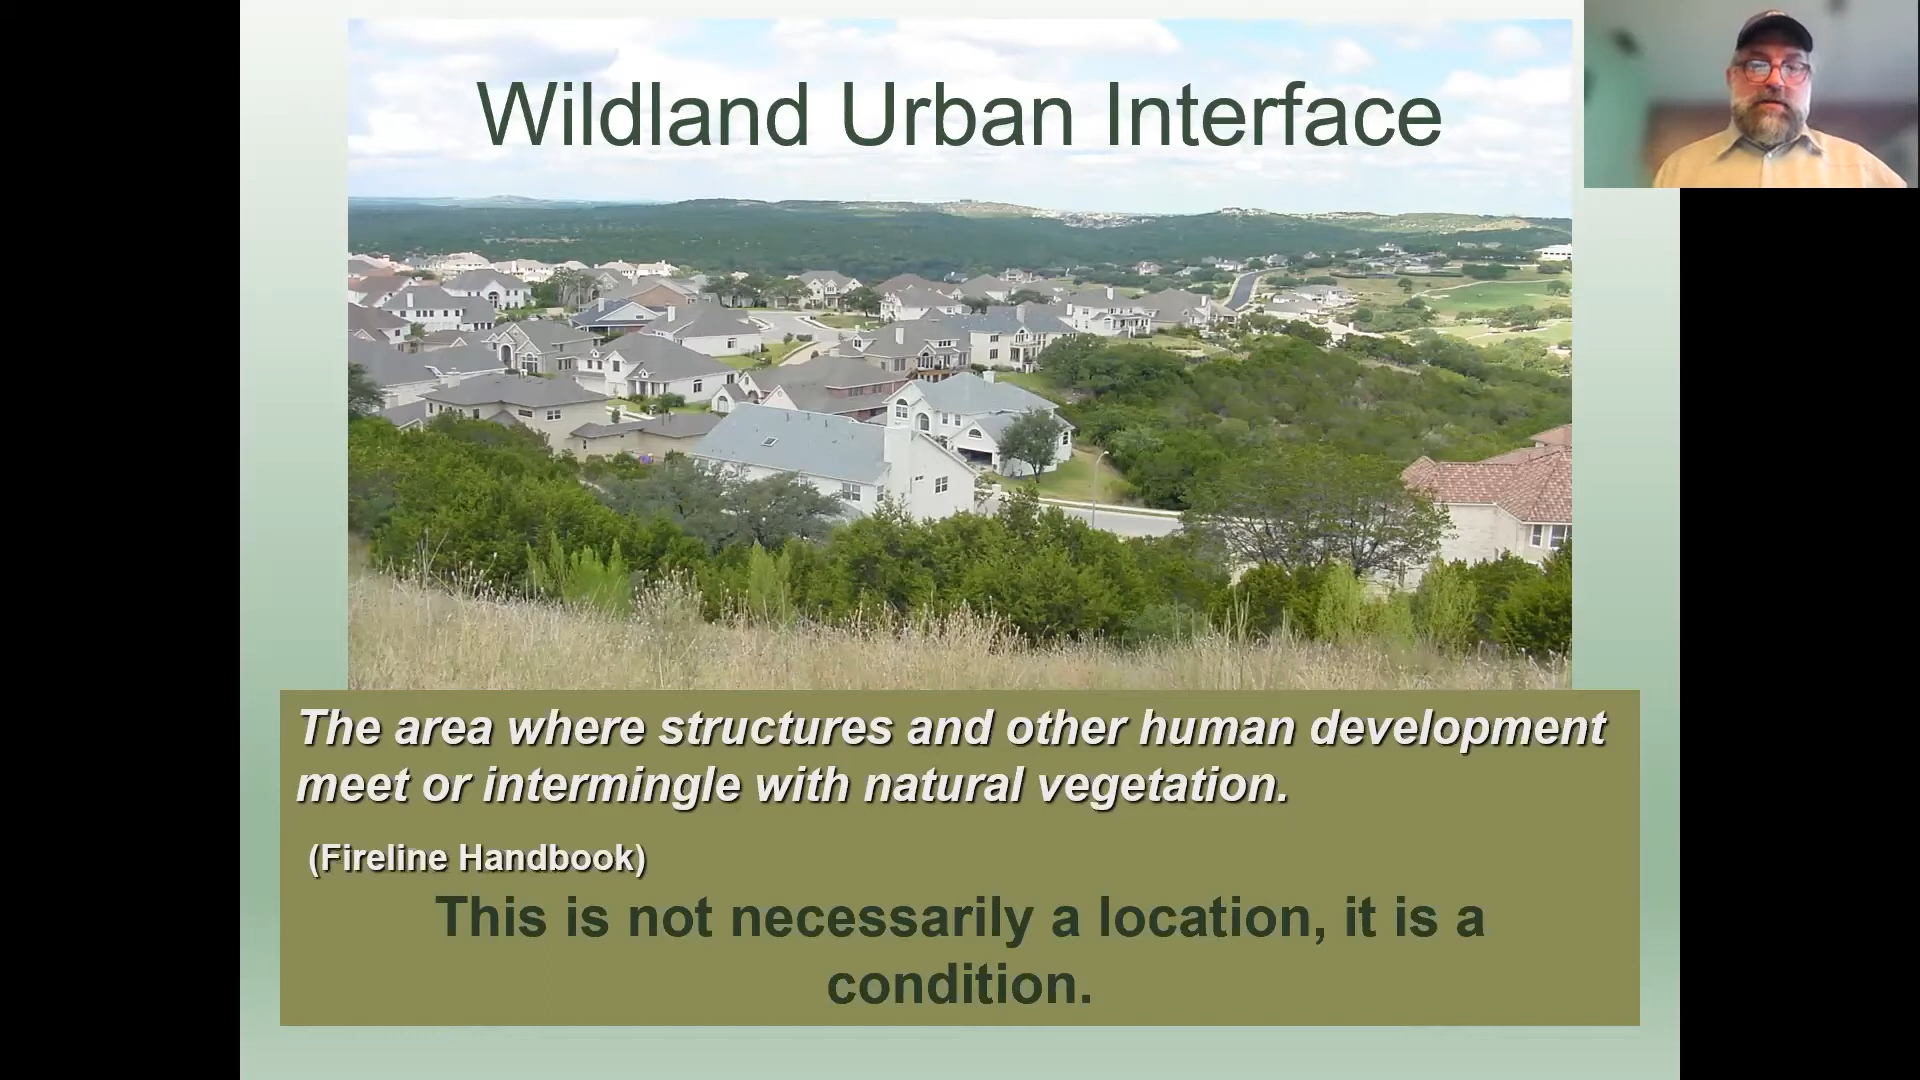 Wildland Urban Interface
The area where structures and other human development
meet or intermingle with natural vegetation.
(Fireline Handbook)
This is not necessarily a location, it is a
condition.